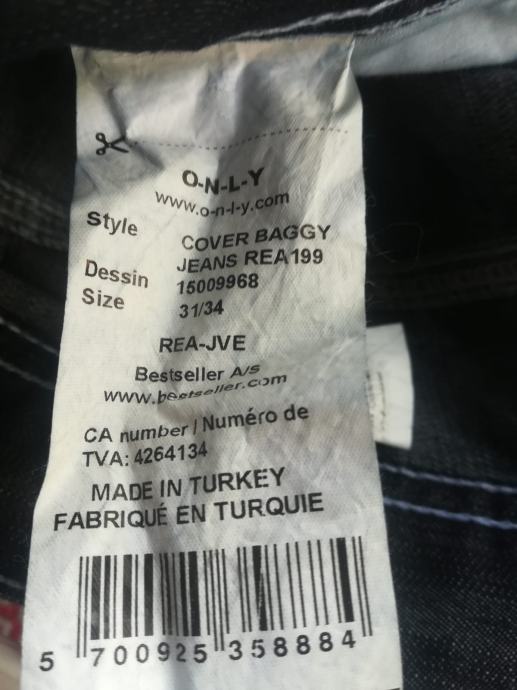 O-N-L-Y
www.o-n-l-y.com
Style COVER BAGGY
JEANS REA199
Dessin 15009968
Size 31/34
REA-JVE
Bestseller A/S
www.bestseller.com
CA number / Numéro de
TVA: 4264134
MADE IN TURKEY
FABRIQUÉ EN TURQUIE
5 700925 358884